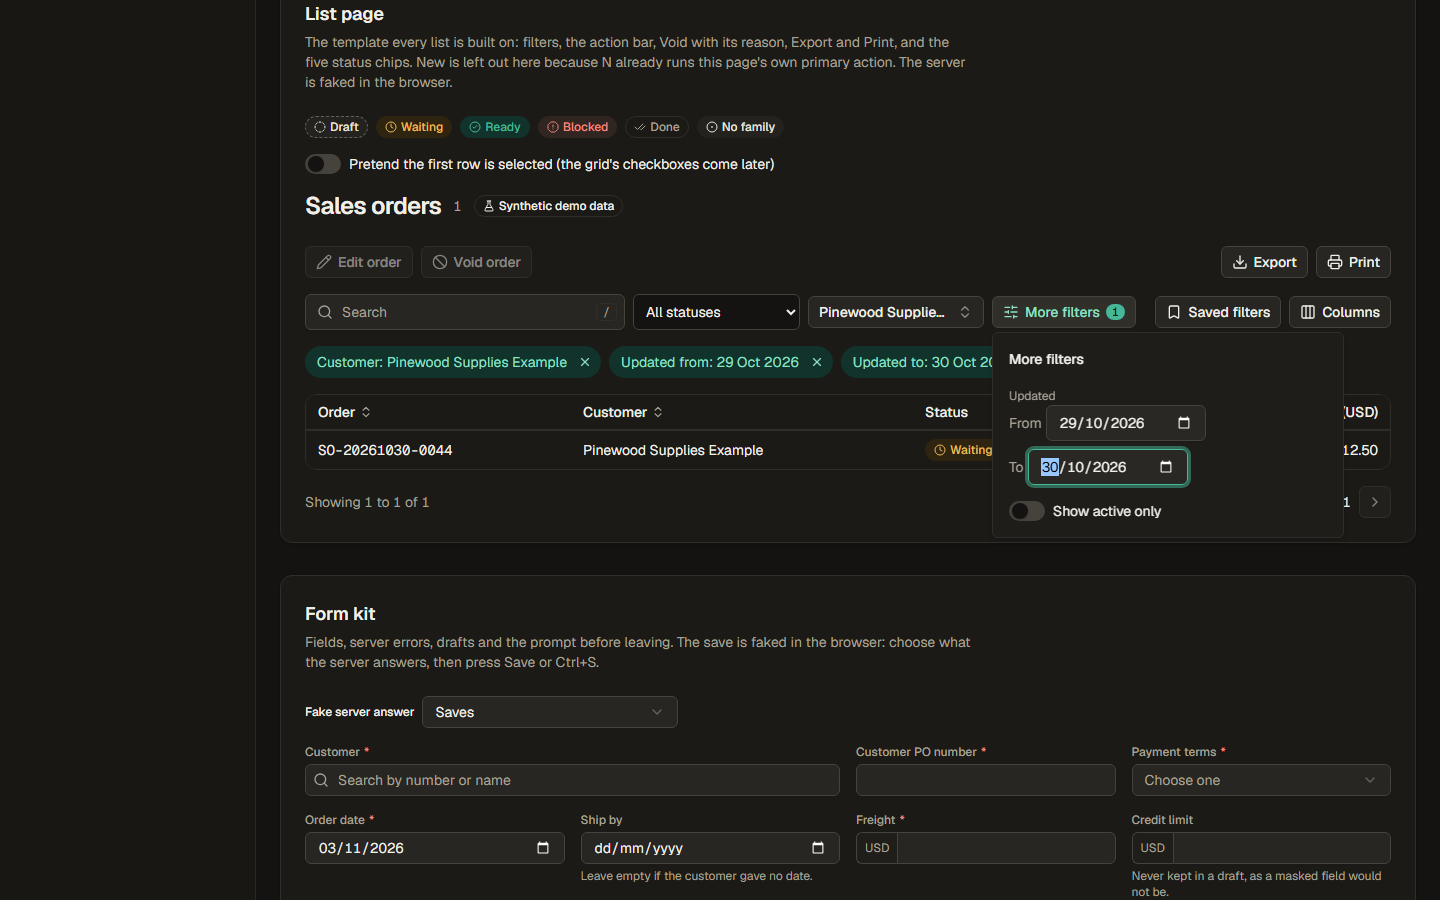 List page
The template every list is built on: filters, the action bar, Void with its reason, Export and Print, and the
five status chips. New is left out here because N already runs this page's own primary action. The server
is faked in the browser.
Draft Waiting Ready Blocked Done No family
Pretend the first row is selected (the grid's checkboxes come later)
Sales orders 1 Synthetic demo data
Edit order Void order Export Print
Search / All statuses Pinewood Supplie... More filters 1 Saved filters Columns
Customer: Pinewood Supplies Example Updated from: 29 Oct 2026 Updated to: 30 Oct 20
More filters
Updated
From 29/10/2026
To 30/10/2026
Show active only
Order Customer Status (USD)
SO-20261030-0044 Pinewood Supplies Example Waiting 12.50
Showing 1 to 1 of 1 1
Form kit
Fields, server errors, drafts and the prompt before leaving. The save is faked in the browser: choose what
the server answers, then press Save or Ctrl+S.
Fake server answer Saves
Customer * Customer PO number * Payment terms *
Search by number or name Choose one
Order date * Ship by Freight * Credit limit
03/11/2026 dd/mm/yyyy USD USD
Leave empty if the customer gave no date. Never kept in a draft, as a masked field would
not be.